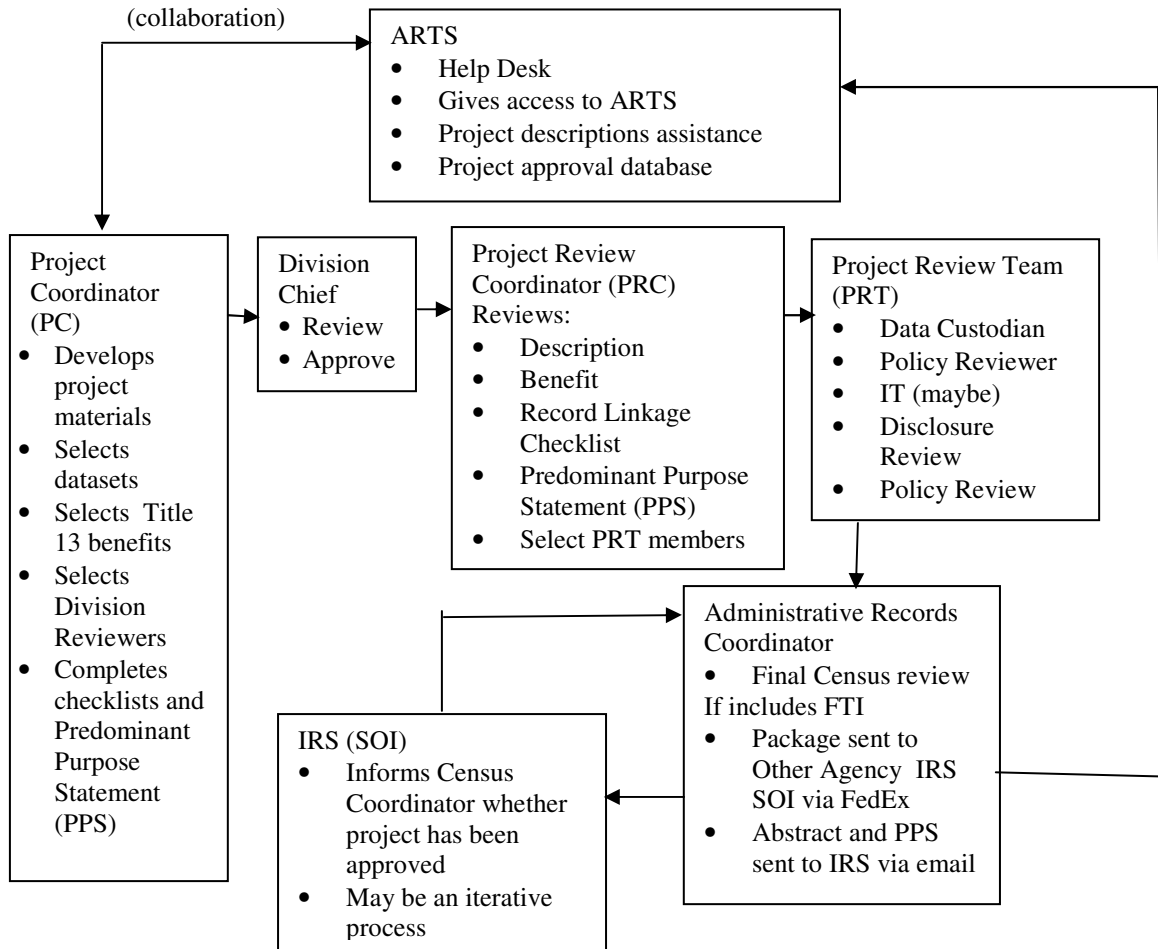 (collaboration)
ARTS
• Help Desk
• Gives access to ARTS
• Project descriptions assistance
• Project approval database
Project
Coordinator
(PC)
• Develops
project
materials
• Selects
datasets
• Selects Title
13 benefits
• Selects
Division
Reviewers
• Completes
checklists and
Predominant
Purpose
Statement
(PPS)
Division
Chief
• Review
• Approve
Project Review
Coordinator (PRC)
Reviews:
• Description
• Benefit
• Record Linkage
Checklist
• Predominant Purpose
Statement (PPS)
• Select PRT members
Project Review Team
(PRT)
• Data Custodian
• Policy Reviewer
• IT (maybe)
• Disclosure
Review
• Policy Review
Administrative Records
Coordinator
• Final Census review
If includes FTI
• Package sent to
Other Agency IRS
SOI via FedEx
• Abstract and PPS
sent to IRS via email
IRS (SOI)
• Informs Census
Coordinator whether
project has been
approved
• May be an iterative
process